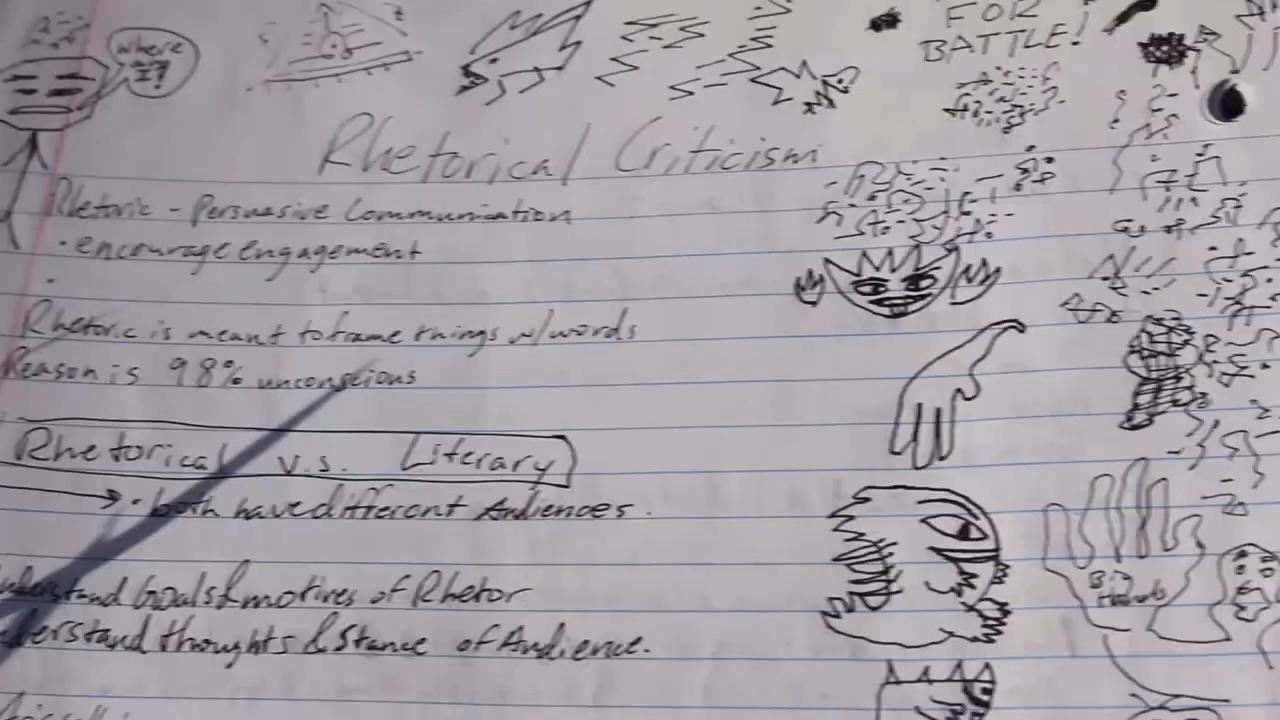 where
am
I?
FOR
BATTLE!
Rhetorical Criticism
Rhetoric - Persuasive Communication
• encourage engagement
•
Rhetoric is meant to frame things w/words
Reason is 98% unconscious
Rhetorical v.s. Literary
→ • both have different Audiences.
understand Goals & motives of Rhetor
understand thoughts & Stance of Audience.
Big
Hands